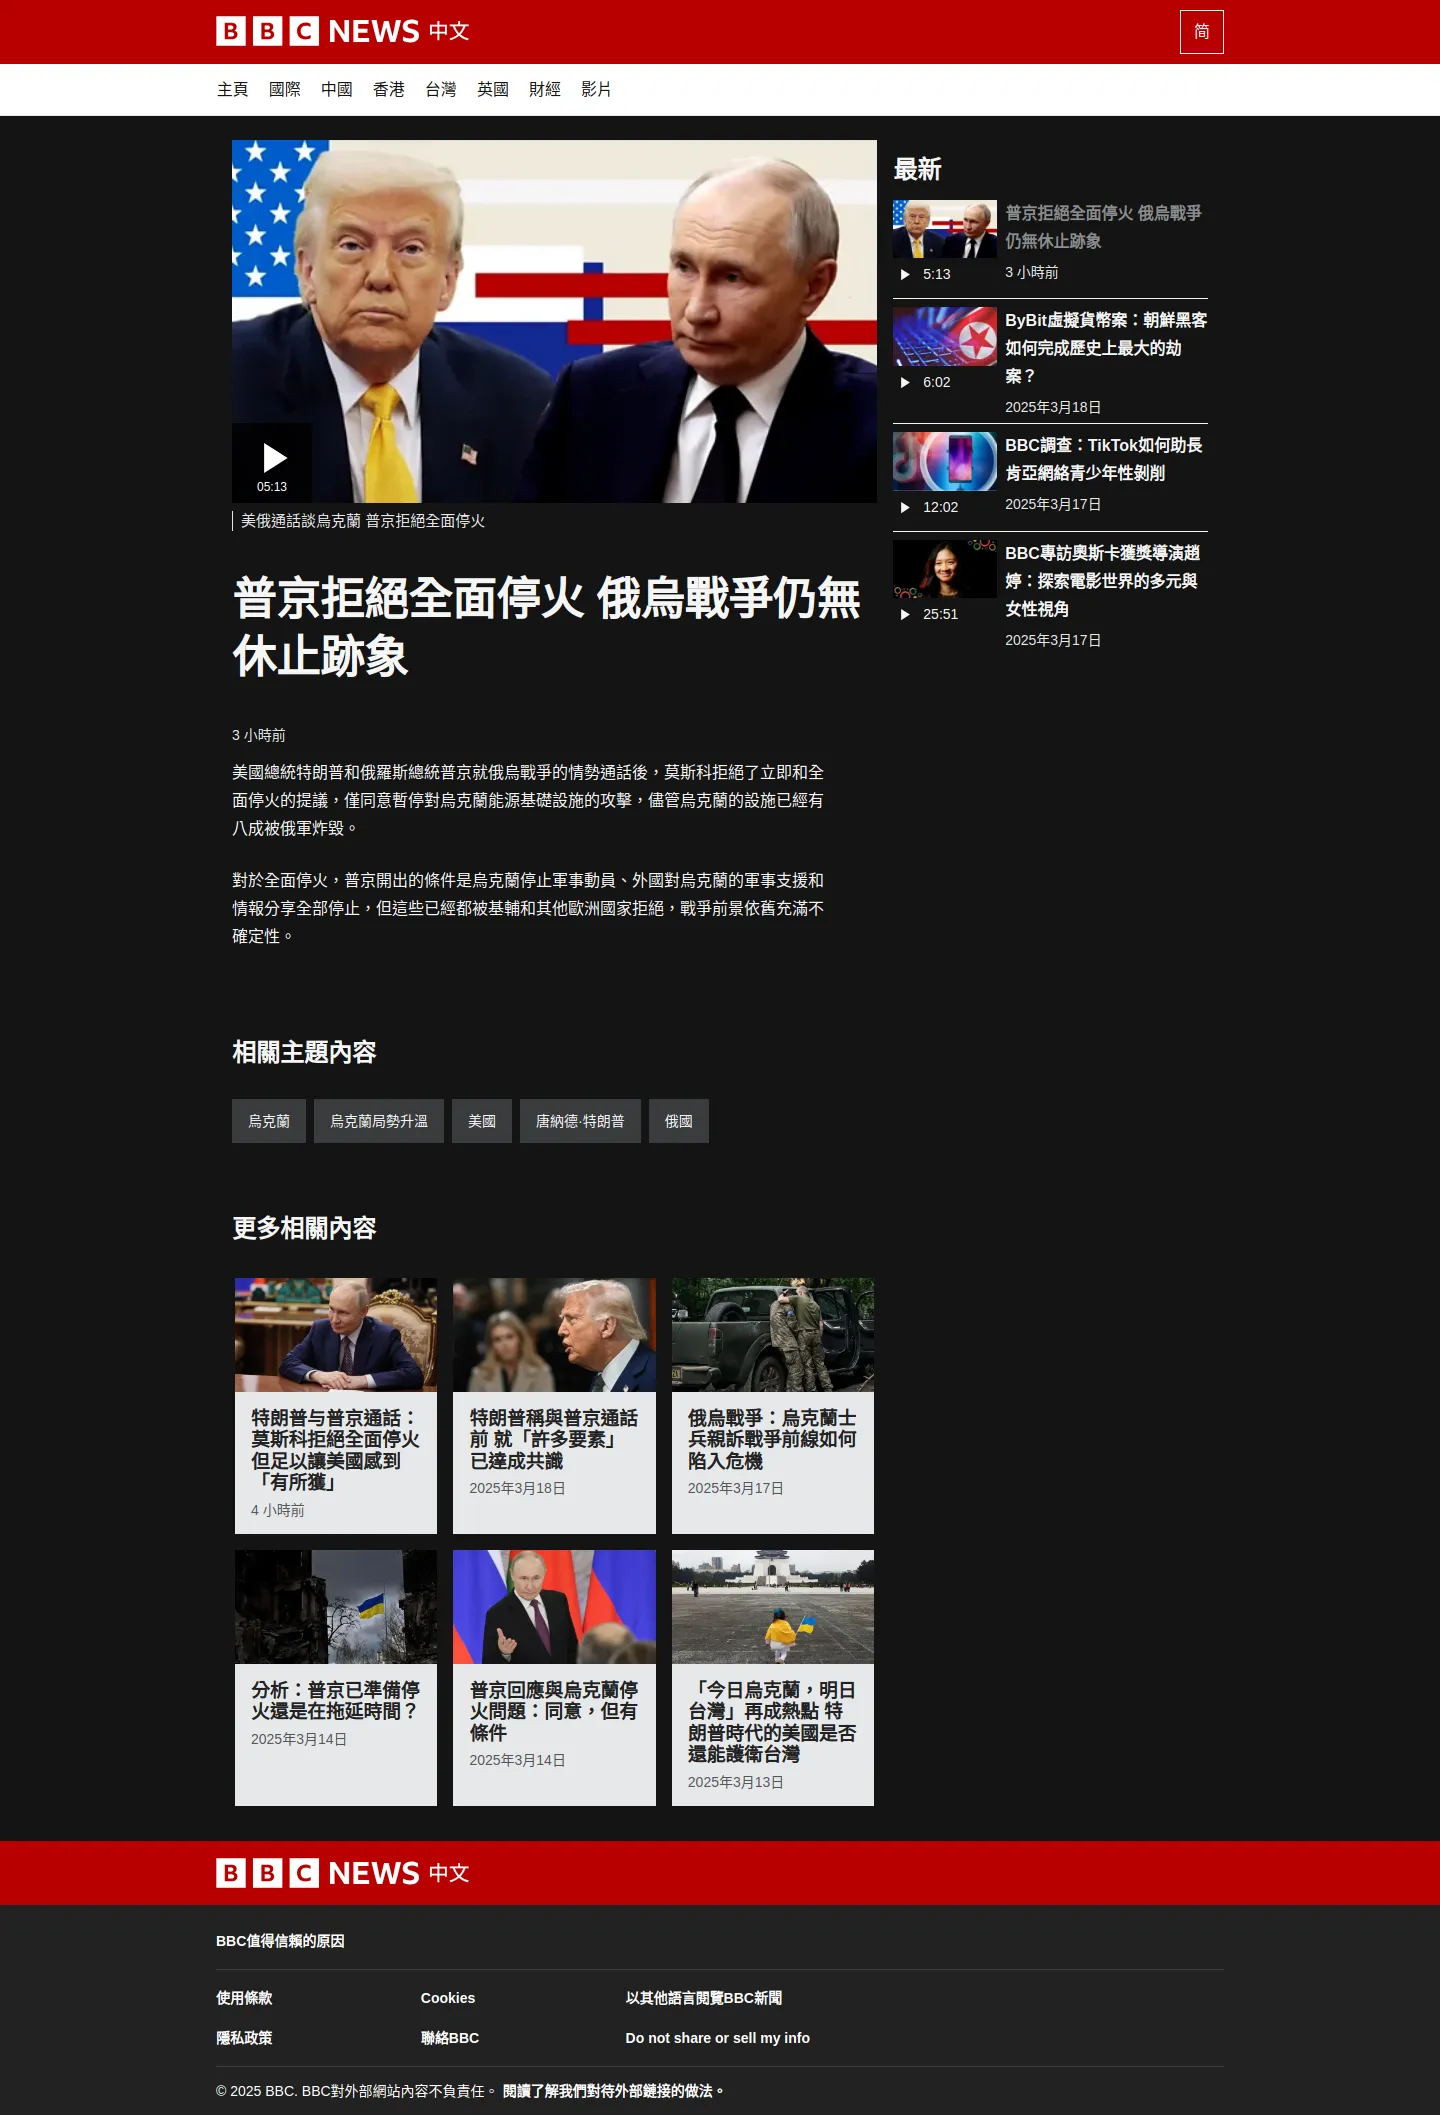 BBC NEWS 中文
简
主頁 國際 中國 香港 台灣 英國 財經 影片
05:13
美俄通話談烏克蘭 普京拒絕全面停火
普京拒絕全面停火 俄烏戰爭仍無
休止跡象
3 小時前
美國總統特朗普和俄羅斯總統普京就俄烏戰爭的情勢通話後，莫斯科拒絕了立即和全
面停火的提議，僅同意暫停對烏克蘭能源基礎設施的攻擊，儘管烏克蘭的設施已經有
八成被俄軍炸毀。
對於全面停火，普京開出的條件是烏克蘭停止軍事動員、外國對烏克蘭的軍事支援和
情報分享全部停止，但這些已經都被基輔和其他歐洲國家拒絕，戰爭前景依舊充滿不
確定性。
最新
普京拒絕全面停火 俄烏戰爭
仍無休止跡象
5:13
3 小時前
ByBit虛擬貨幣案：朝鮮黑客
如何完成歷史上最大的劫
案？
6:02
2025年3月18日
BBC調查：TikTok如何助長
肯亞網絡青少年性剝削
12:02
2025年3月17日
BBC專訪奧斯卡獲獎導演趙
婷：探索電影世界的多元與
女性視角
25:51
2025年3月17日
相關主題內容
烏克蘭 烏克蘭局勢升溫 美國 唐納德·特朗普 俄國
更多相關內容
特朗普与普京通話：
莫斯科拒絕全面停火
但足以讓美國感到
「有所獲」
4 小時前
特朗普稱與普京通話
前 就「許多要素」
已達成共識
2025年3月18日
俄烏戰爭：烏克蘭士
兵親訴戰爭前線如何
陷入危機
2025年3月17日
分析：普京已準備停
火還是在拖延時間？
2025年3月14日
普京回應與烏克蘭停
火問題：同意，但有
條件
2025年3月14日
「今日烏克蘭，明日
台灣」再成熱點 特
朗普時代的美國是否
還能護衛台灣
2025年3月13日
BBC NEWS 中文
BBC值得信賴的原因
使用條款 Cookies 以其他語言閱覽BBC新聞
隱私政策 聯絡BBC Do not share or sell my info
© 2025 BBC. BBC對外部網站內容不負責任。 閱讀了解我們對待外部鏈接的做法。